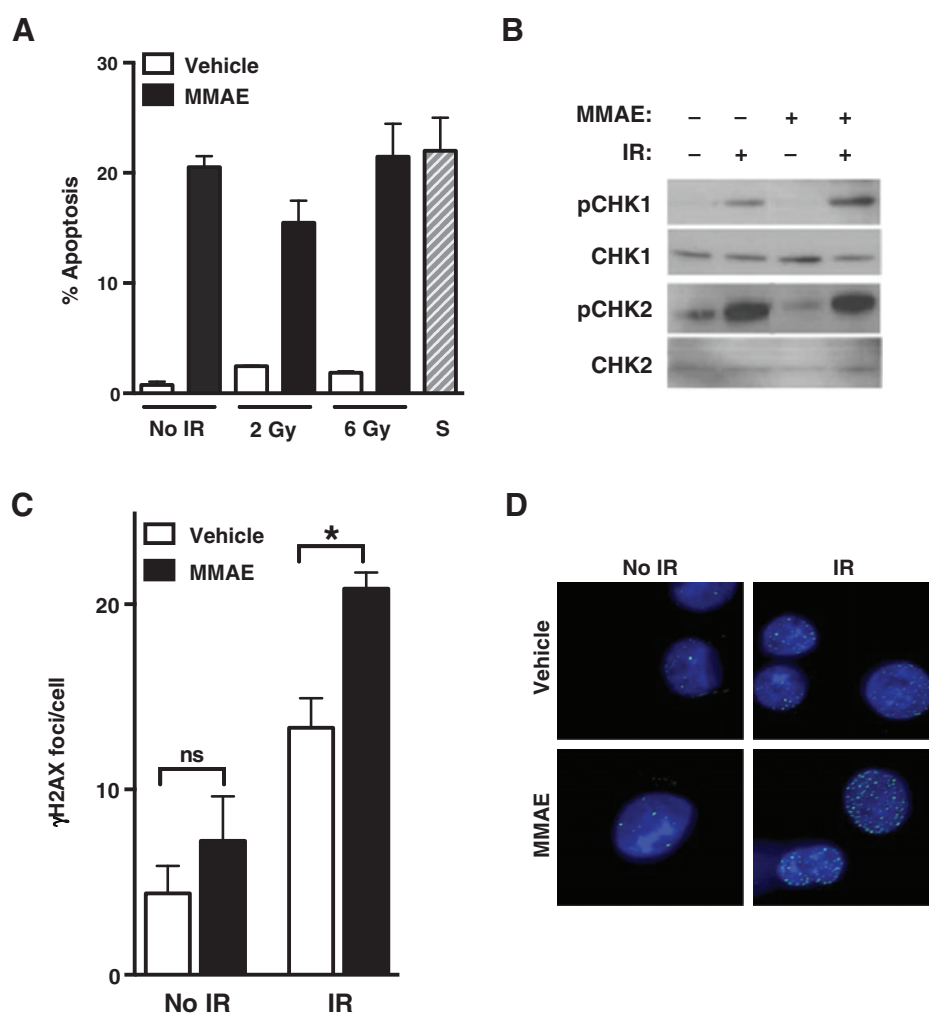 A
30
20
10
0
% Apoptosis
Vehicle
MMAE
No IR 2 Gy 6 Gy S
B
MMAE: – – + +
IR: – + – +
pCHK1
CHK1
pCHK2
CHK2
C
20
10
0
γH2AX foci/cell
Vehicle
MMAE
ns
*
No IR IR
D
No IR IR
Vehicle
MMAE